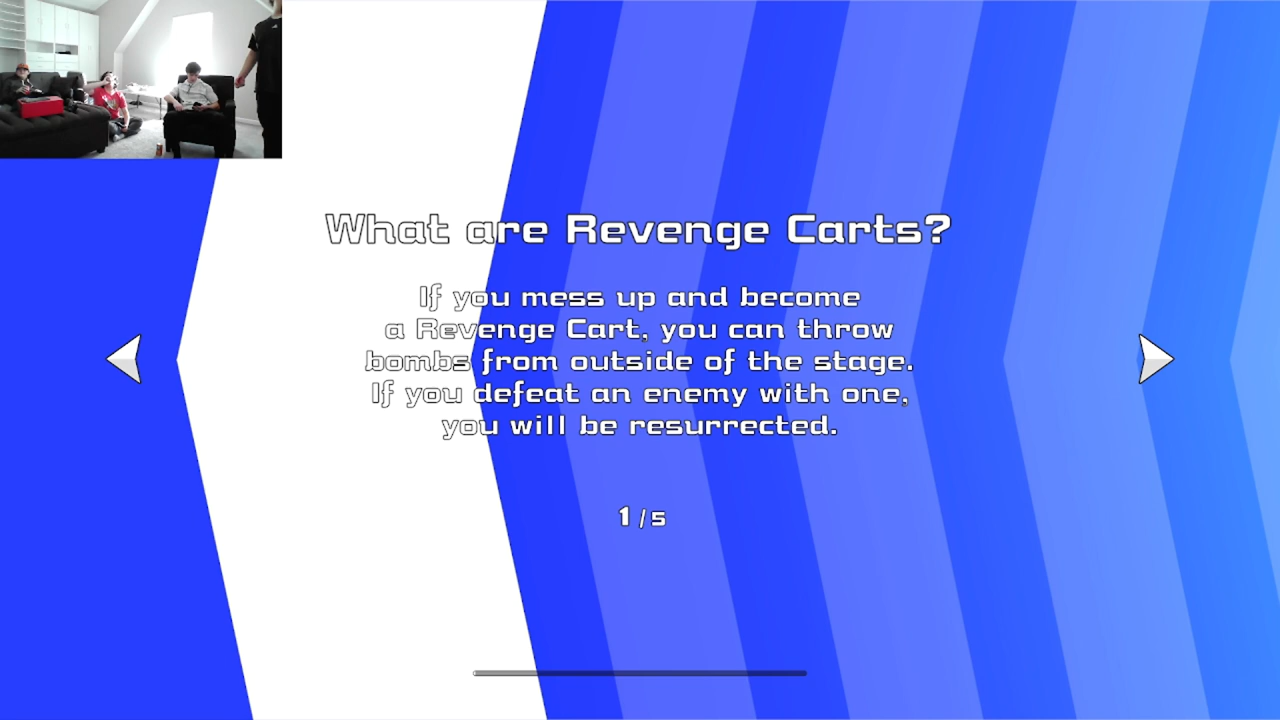 What are Revenge Carts?
If you mess up and become
a Revenge Cart, you can throw
bombs from outside of the stage.
If you defeat an enemy with one,
you will be resurrected.
1/5